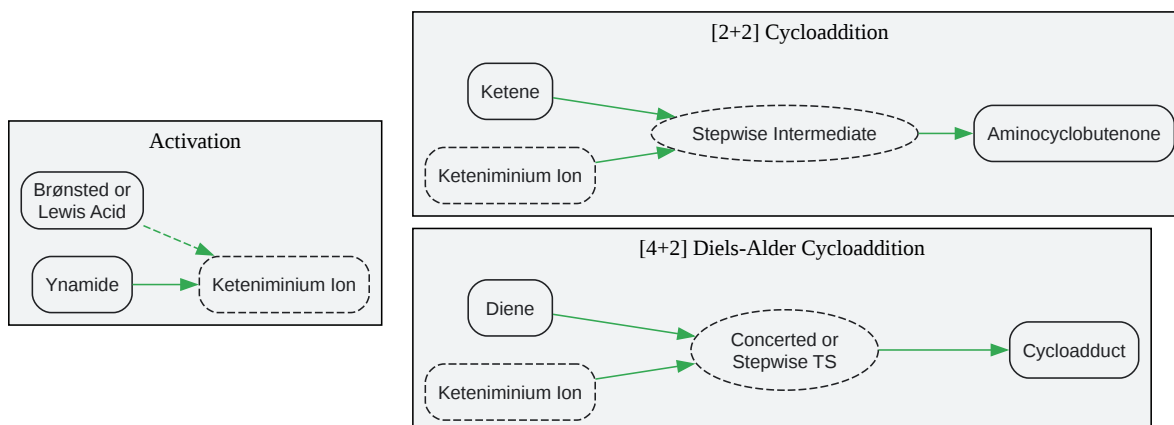 Activation
Brønsted or
Lewis Acid
Ynamide
Keteniminium Ion
[2+2] Cycloaddition
Ketene
Keteniminium Ion
Stepwise Intermediate
Aminocyclobutenone
[4+2] Diels-Alder Cycloaddition
Diene
Keteniminium Ion
Concerted or
Stepwise TS
Cycloadduct